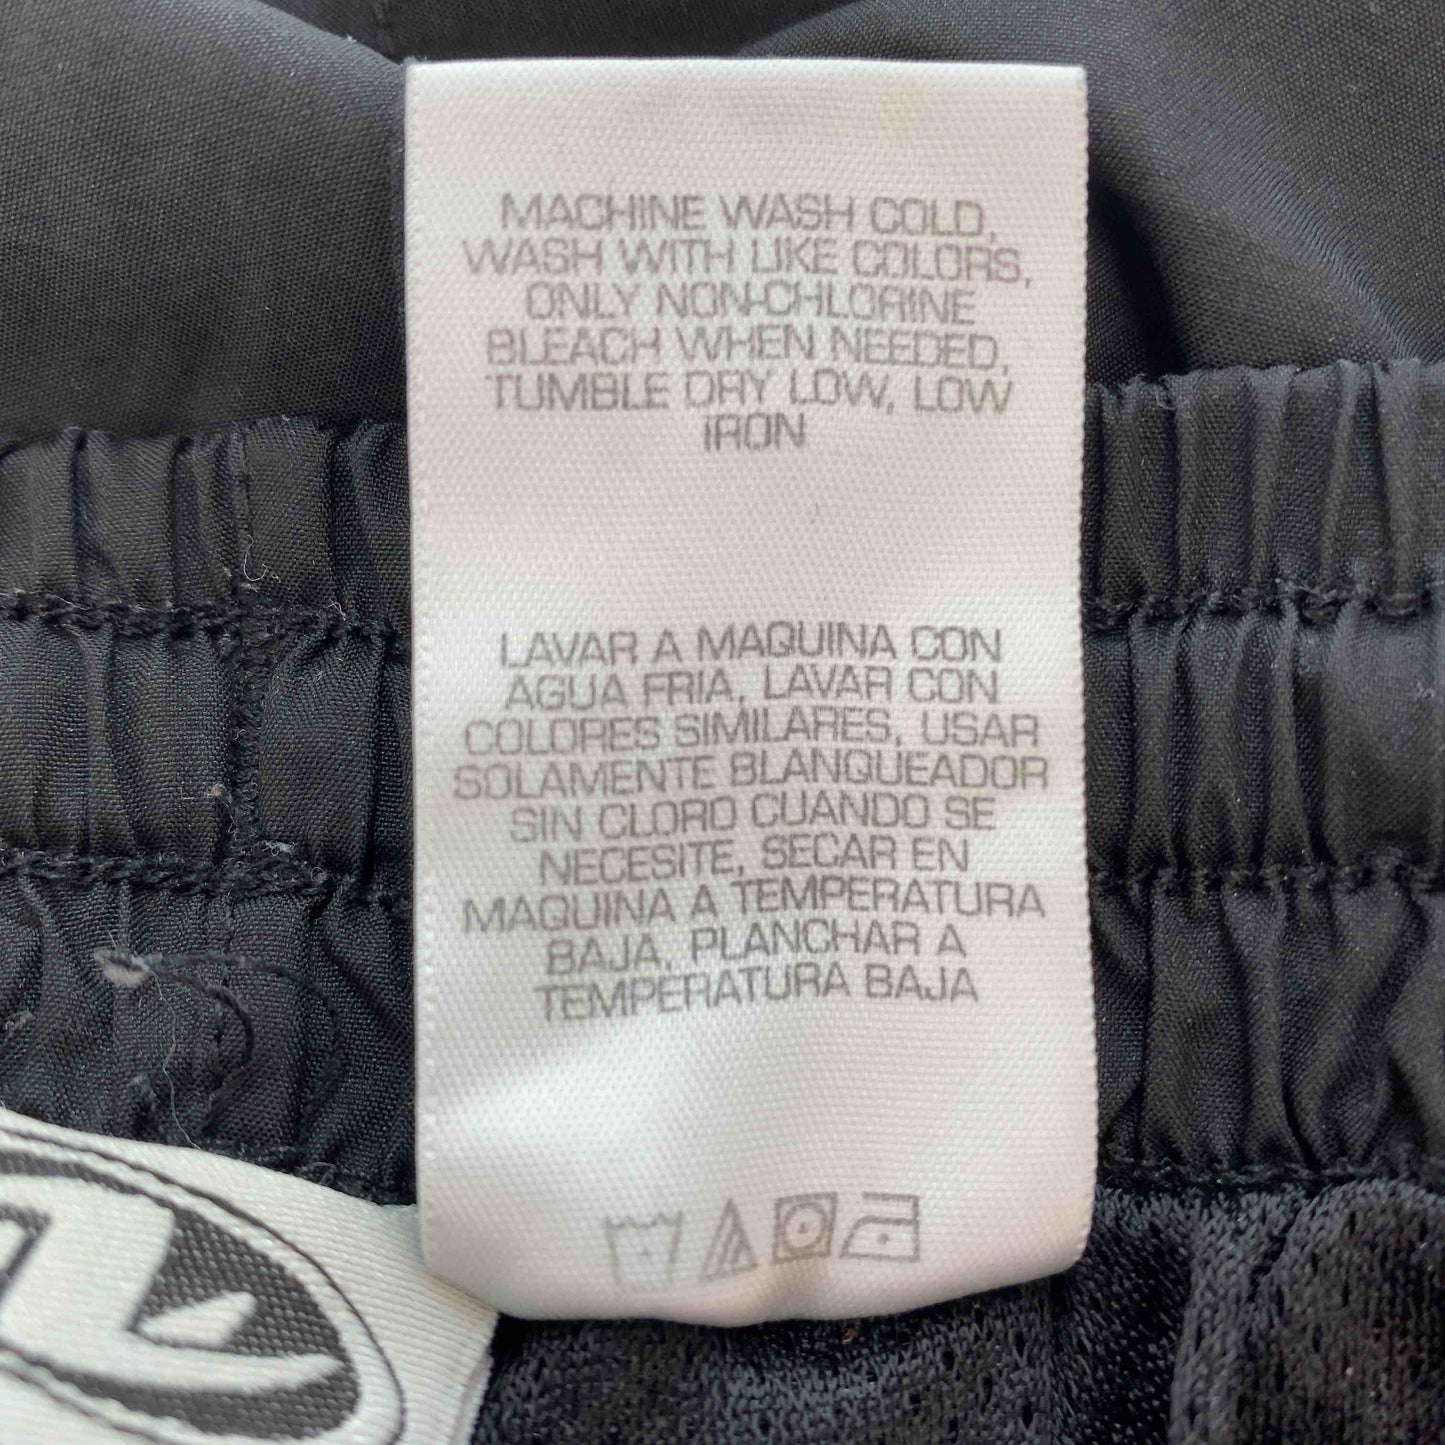 MACHINE WASH COLD,
WASH WITH LIKE COLORS,
ONLY NON-CHLORINE
BLEACH WHEN NEEDED,
TUMBLE DRY LOW, LOW
IRON
LAVAR A MAQUINA CON
AGUA FRIA, LAVAR CON
COLORES SIMILARES, USAR
SOLAMENTE BLANQUEADOR
SIN CLORO CUANDO SE
NECESITE, SECAR EN
MAQUINA A TEMPERATURA
BAJA, PLANCHAR A
TEMPERATURA BAJA